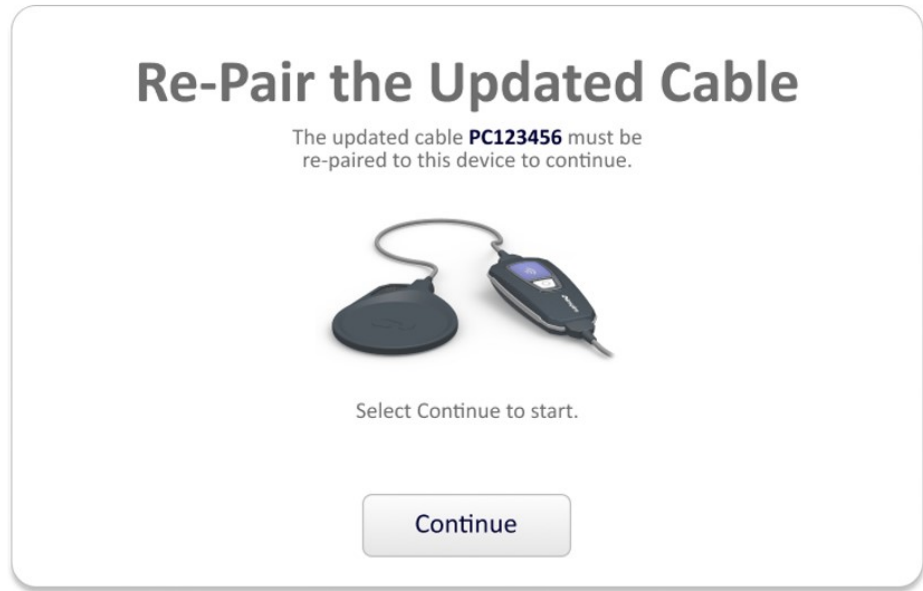 Re-Pair the Updated Cable
The updated cable PC123456 must be
re-paired to this device to continue.
Select Continue to start.
Continue